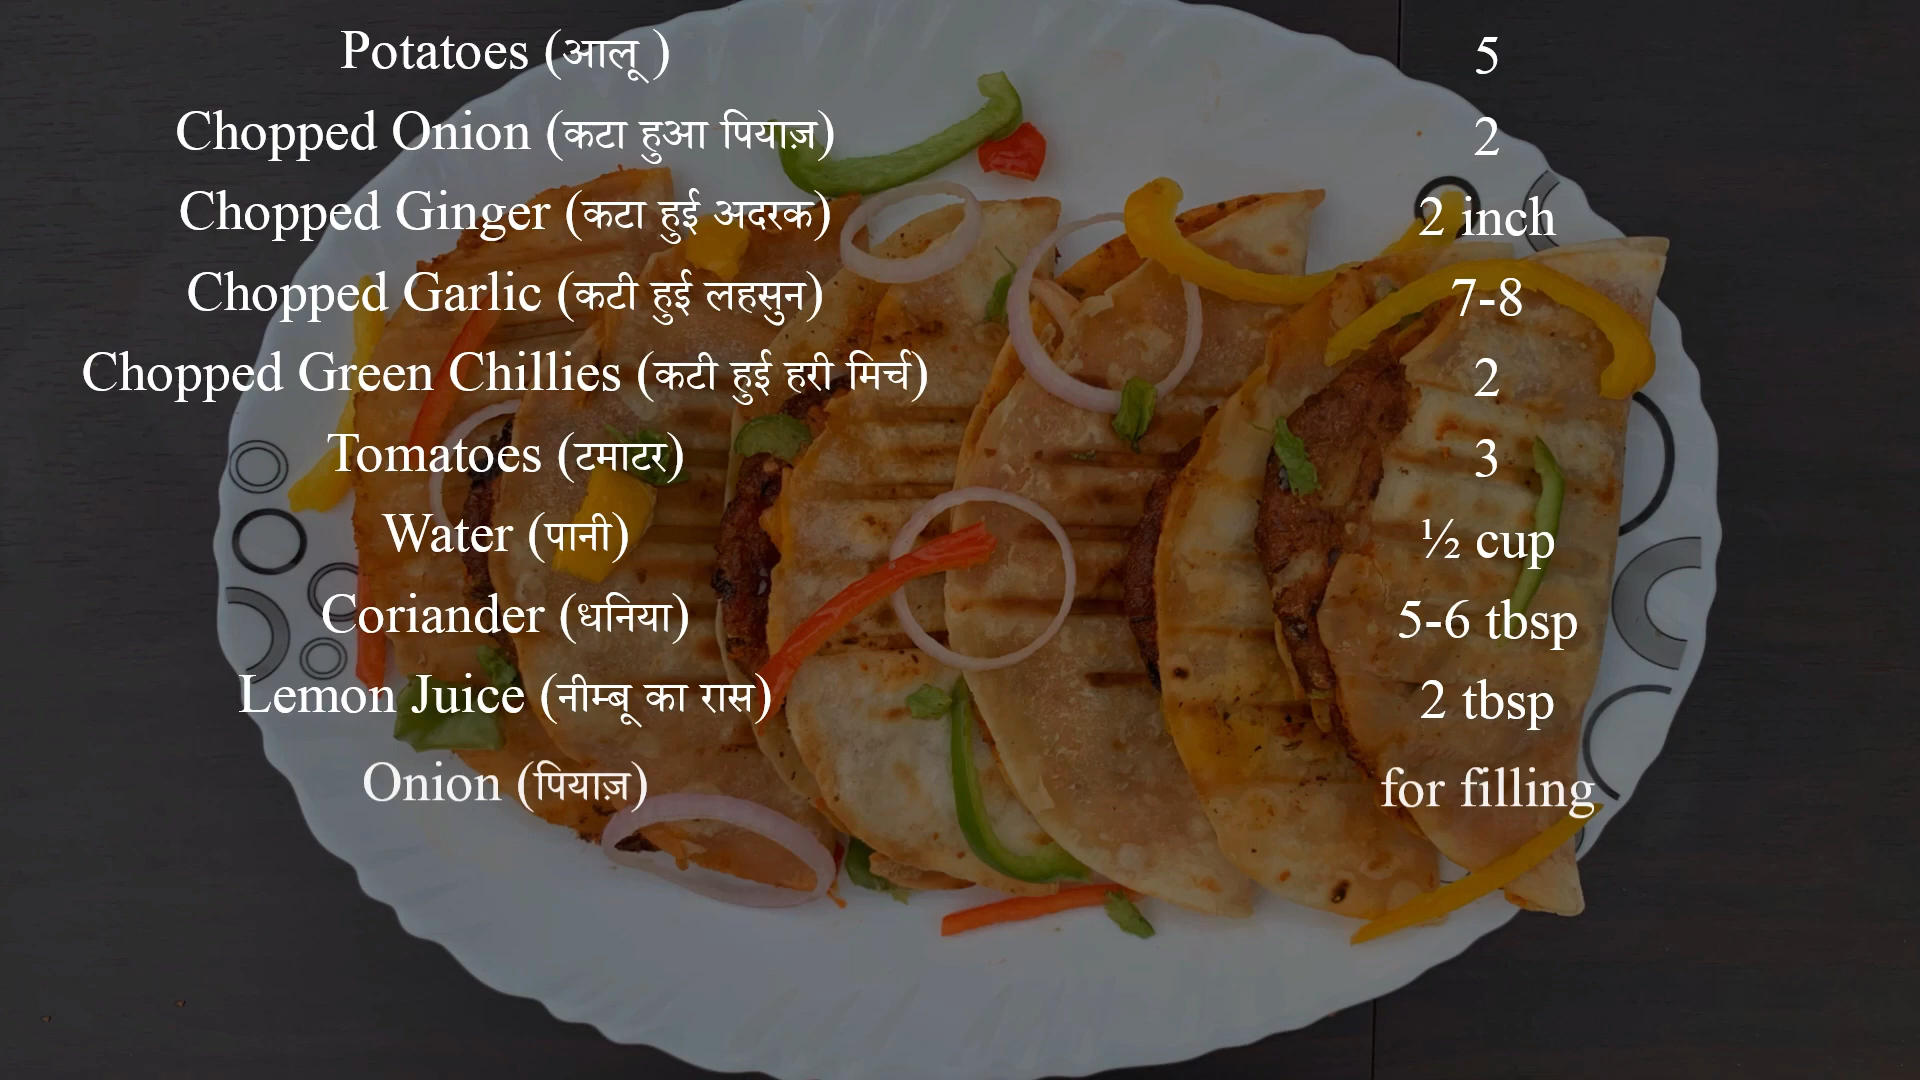 Potatoes (आलू ) 5
Chopped Onion (कटा हुआ पियाज़) 2
Chopped Ginger (कटा हुई अदरक) 2 inch
Chopped Garlic (कटी हुई लहसुन) 7-8
Chopped Green Chillies (कटी हुई हरी मिर्च) 2
Tomatoes (टमाटर) 3
Water (पानी) ½ cup
Coriander (धनिया) 5-6 tbsp
Lemon Juice (नीम्बू का रास) 2 tbsp
Onion (पियाज़) for filling